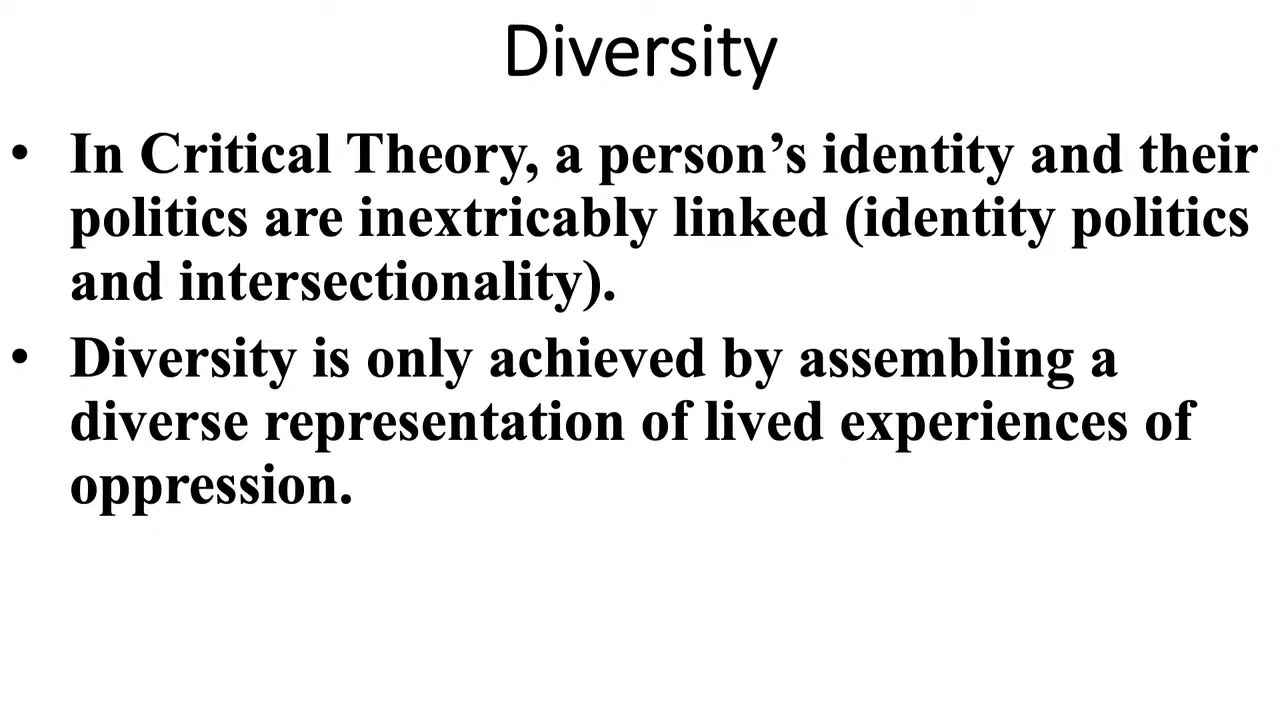 Diversity
• In Critical Theory, a person’s identity and their
politics are inextricably linked (identity politics
and intersectionality).
• Diversity is only achieved by assembling a
diverse representation of lived experiences of
oppression.